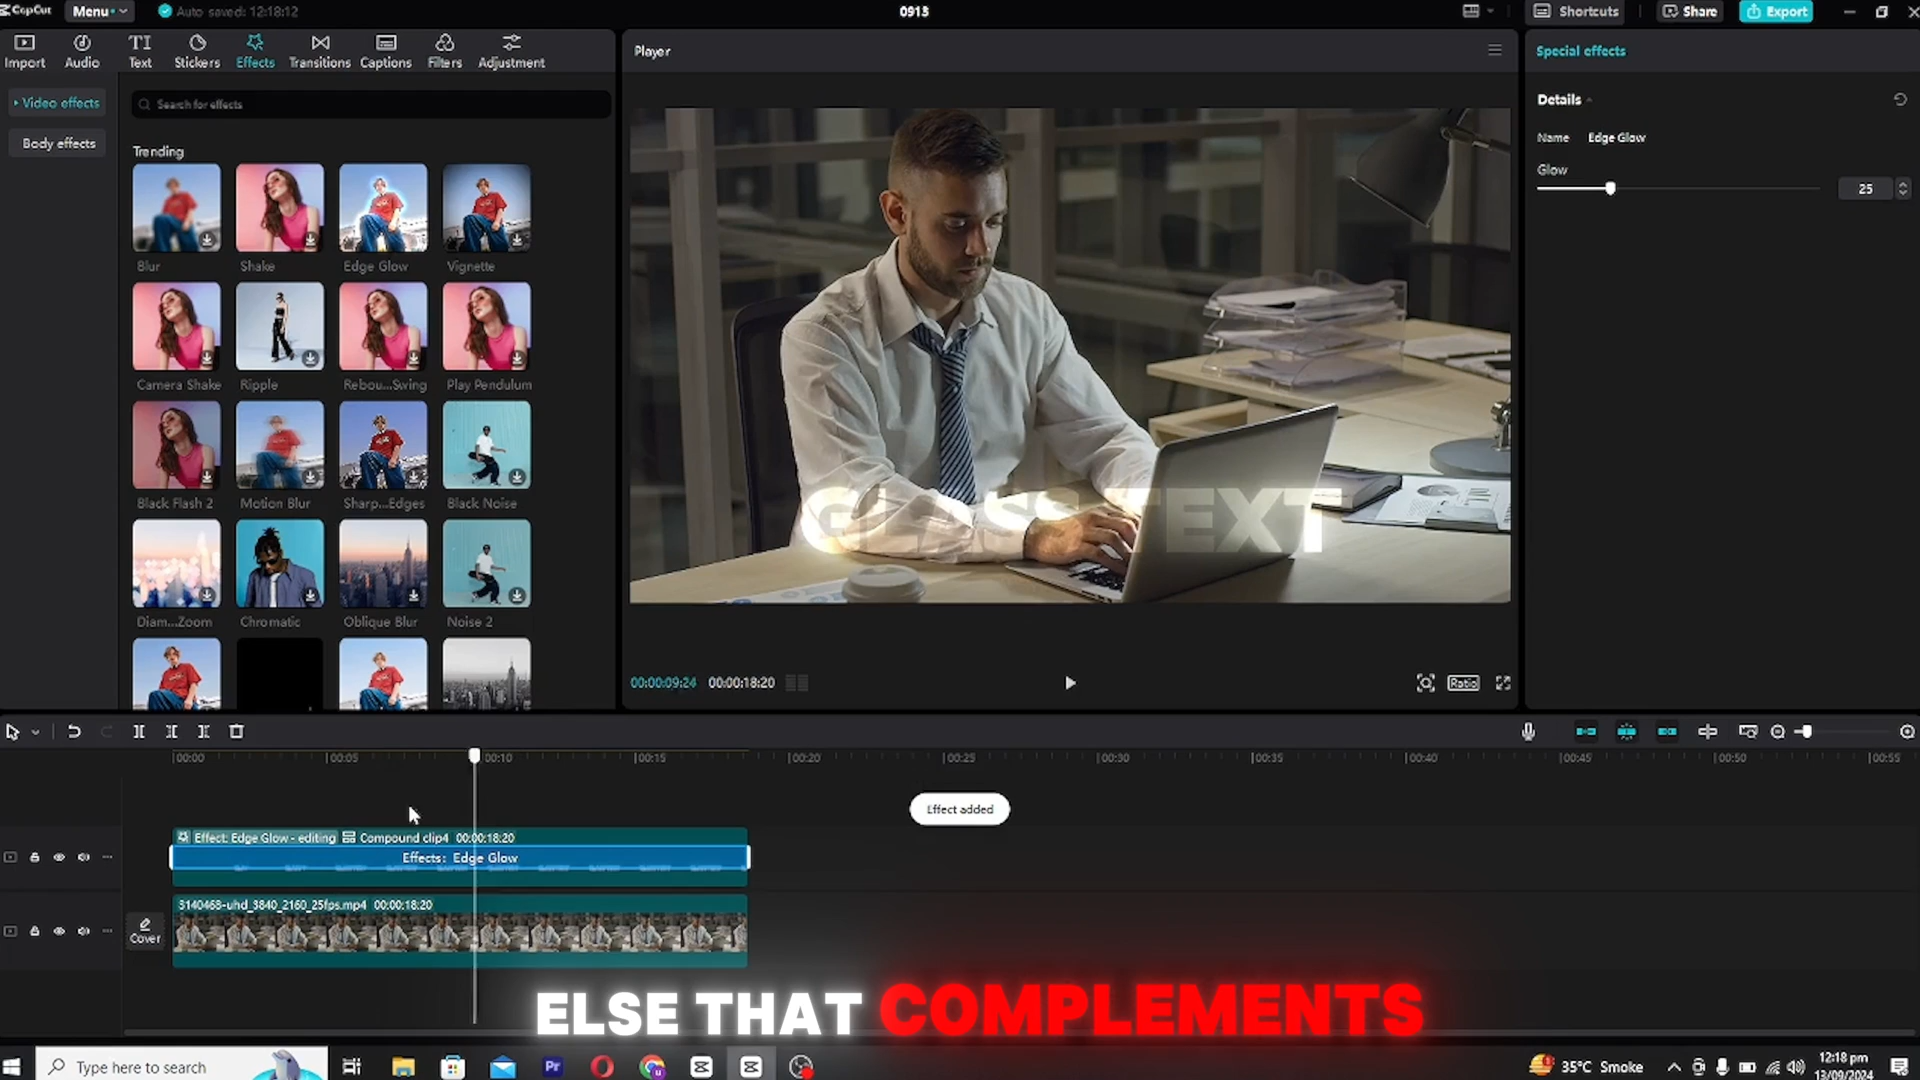 CapCut
Menu
Auto saved: 12:18:12
0913
Shortcuts
Share
Export
Import
Audio
TI
Text
Stickers
Effects
Transitions
Captions
Filters
Adjustment
Video effects
Body effects
Search for effects
Trending
Blur
Shake
Edge Glow
Vignette
Camera Shake
Ripple
Rebou...Swing
Play Pendulum
Black Flash 2
Motion Blur
Sharp...Edges
Black Noise
Diam...Zoom
Chromatic
Oblique Blur
Noise 2
Player
GLASS TEXT
00:00:09:24
00:00:18:20
Ratio
Special effects
Details
Name
Edge Glow
Glow
25
00:00
00:05
00:10
00:15
00:20
00:25
00:30
00:35
00:40
00:45
00:50
00:55
Effect added
Effect: Edge Glow - editing
Compound clip4
00:00:18:20
Effects: Edge Glow
Cover
3140468-uhd_3840_2160_25fps.mp4
00:00:18:20
ELSE THAT COMPLEMENTS
Type here to search
Pr
35°C Smoke
12:18 pm
13/09/2024